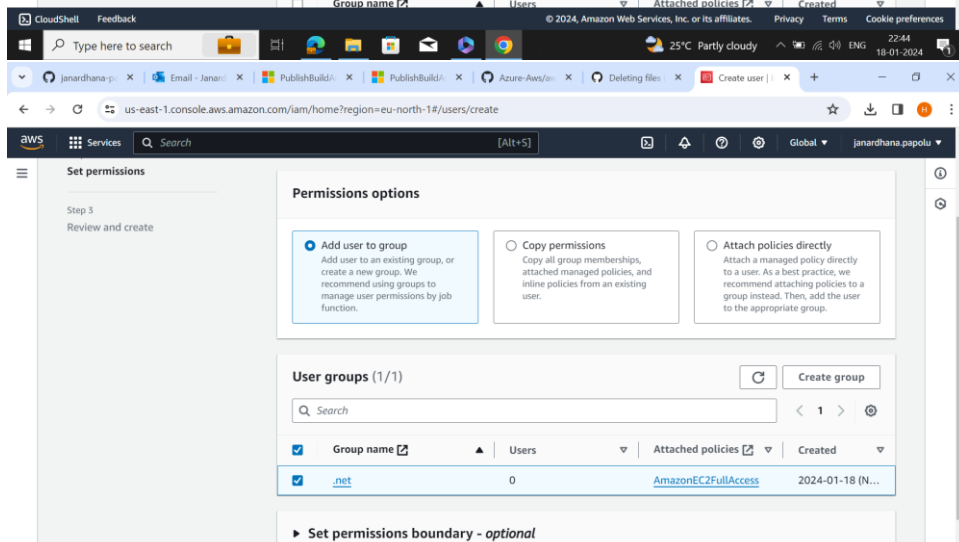 Group name Users Attached policies Created
CloudShell Feedback © 2024, Amazon Web Services, Inc. or its affiliates. Privacy Terms Cookie preferences
Type here to search 25°C Partly cloudy ENG 22:44
18-01-2024
janardhana-p Email - Janard PublishBuildA PublishBuildA Azure-Aws/aw Deleting files Create user |
us-east-1.console.aws.amazon.com/iam/home?region=eu-north-1#/users/create H
aws Services Search [Alt+S] Global janardhana.papolu
Set permissions
Step 3
Review and create
Permissions options
Add user to group
Add user to an existing group, or
create a new group. We
recommend using groups to
manage user permissions by job
function.
Copy permissions
Copy all group memberships,
attached managed policies, and
inline policies from an existing
user.
Attach policies directly
Attach a managed policy directly
to a user. As a best practice, we
recommend attaching policies to a
group instead. Then, add the user
to the appropriate group.
User groups (1/1) Create group
Search 1
Group name Users Attached policies Created
.net 0 AmazonEC2FullAccess 2024-01-18 (N...
Set permissions boundary - optional